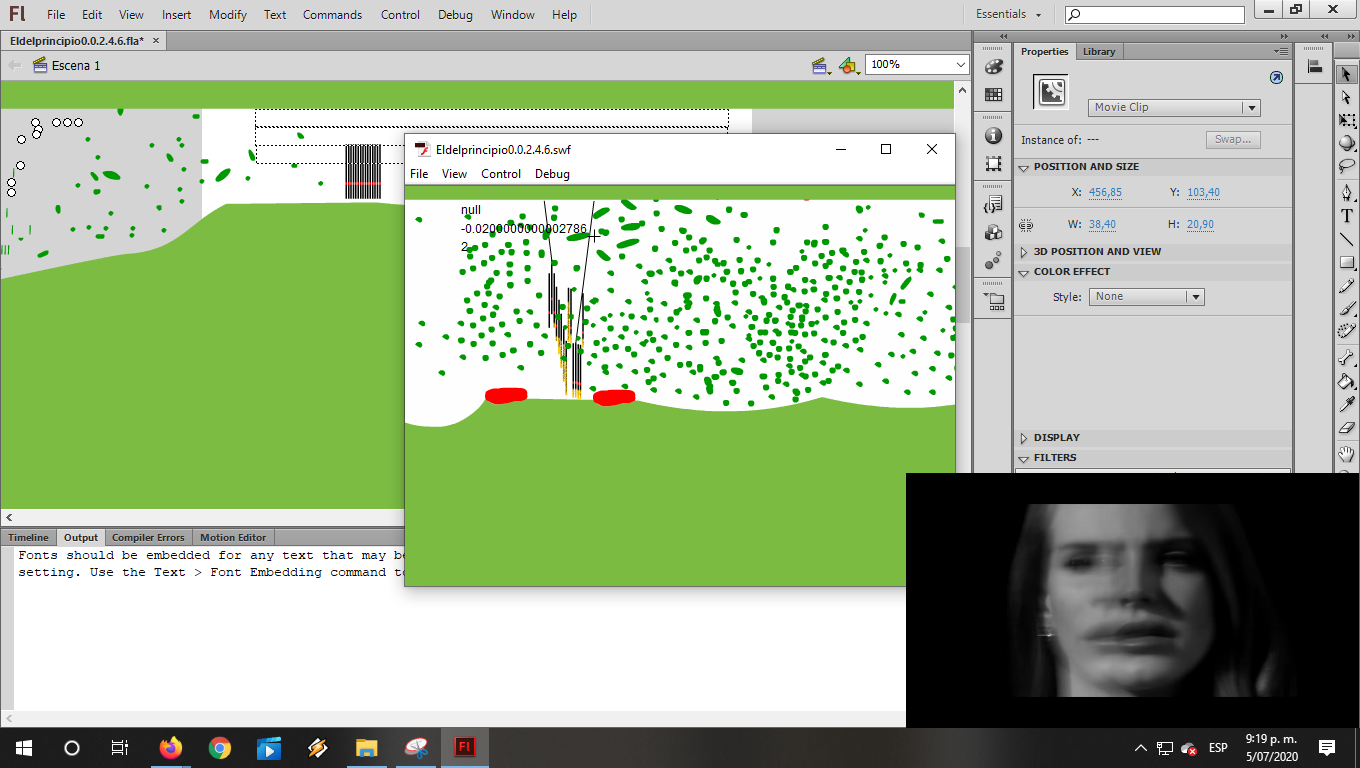 Fl File Edit View Insert Modify Text Commands Control Debug Window Help Essentials
Eldelprincipio0.0.2.4.6.fla* ×
Escena 1 100%
Properties Library
Movie Clip
Instance of: --- Swap...
POSITION AND SIZE
X: 456,85 Y: 103,40
W: 38,40 H: 20,90
3D POSITION AND VIEW
COLOR EFFECT
Style: None
DISPLAY
FILTERS
Eldelprincipio0.0.2.4.6.swf
File View Control Debug
null
-0.0200000000002786
2
Timeline Output Compiler Errors Motion Editor
Fonts should be embedded for any text that may be
setting. Use the Text > Font Embedding command to
Fl
ESP
9:19 p. m.
5/07/2020